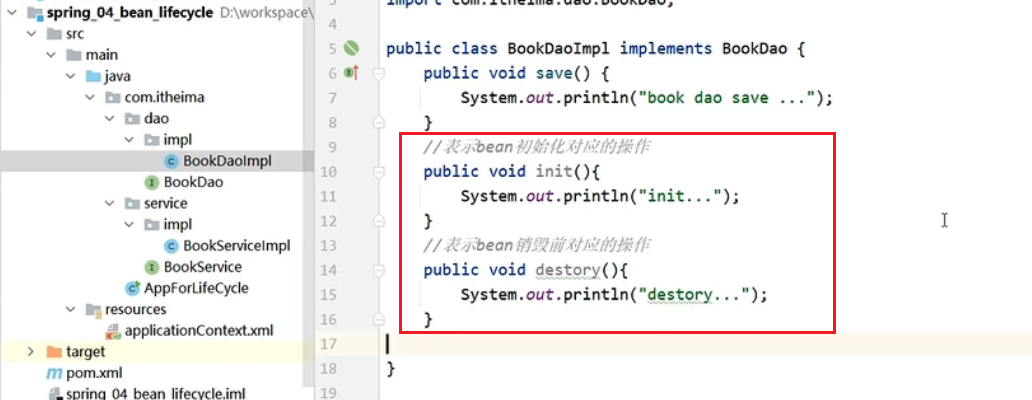 spring_04_bean_lifecycle D:\workspace\
src
main
java
com.itheima
dao
impl
BookDaoImpl
BookDao
service
impl
BookServiceImpl
BookService
AppForLifeCycle
resources
applicationContext.xml
target
pom.xml
spring_04_bean_lifecycle.iml
3 import com.itheima.dao.BookDao;
4
5 public class BookDaoImpl implements BookDao {
6 public void save() {
7 System.out.println("book dao save ...");
8 }
9 //表示bean初始化对应的操作
10 public void init(){
11 System.out.println("init...");
12 }
13 //表示bean销毁前对应的操作
14 public void destory(){
15 System.out.println("destory...");
16 }
17
18 }
19